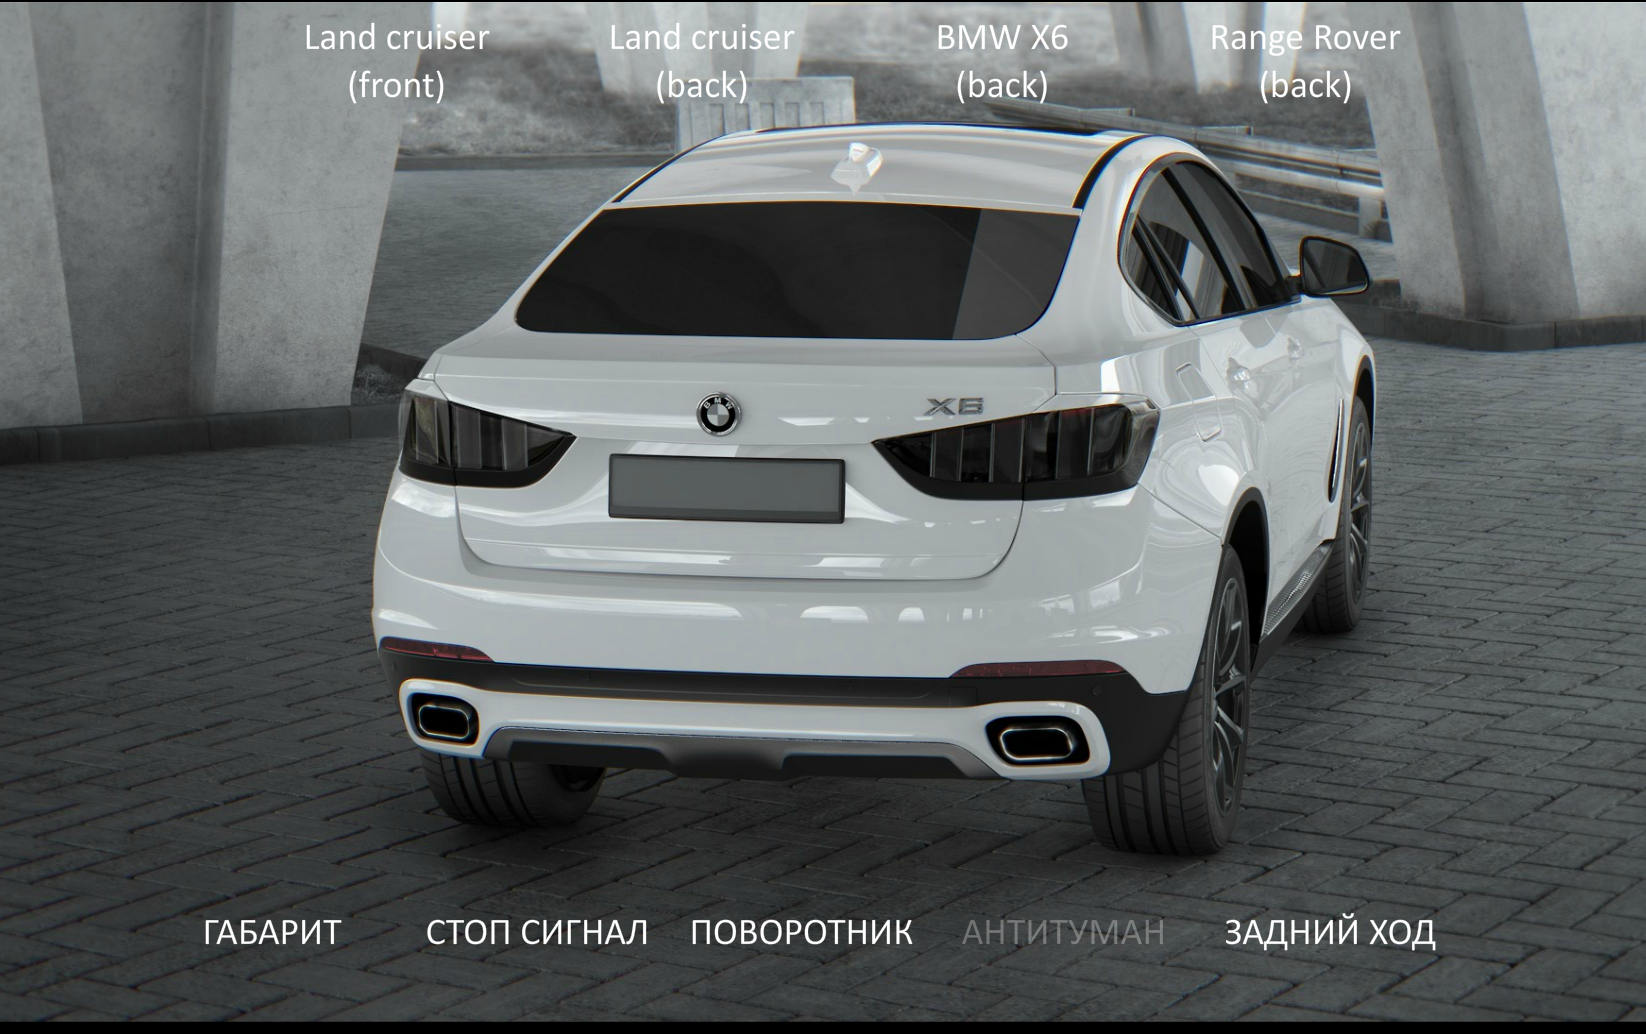 Land cruiser
(front)
Land cruiser
(back)
BMW X6
(back)
Range Rover
(back)
BMW
X6
ГАБАРИТ
СТОП СИГНАЛ
ПОВОРОТНИК
АНТИТУМАН
ЗАДНИЙ ХОД